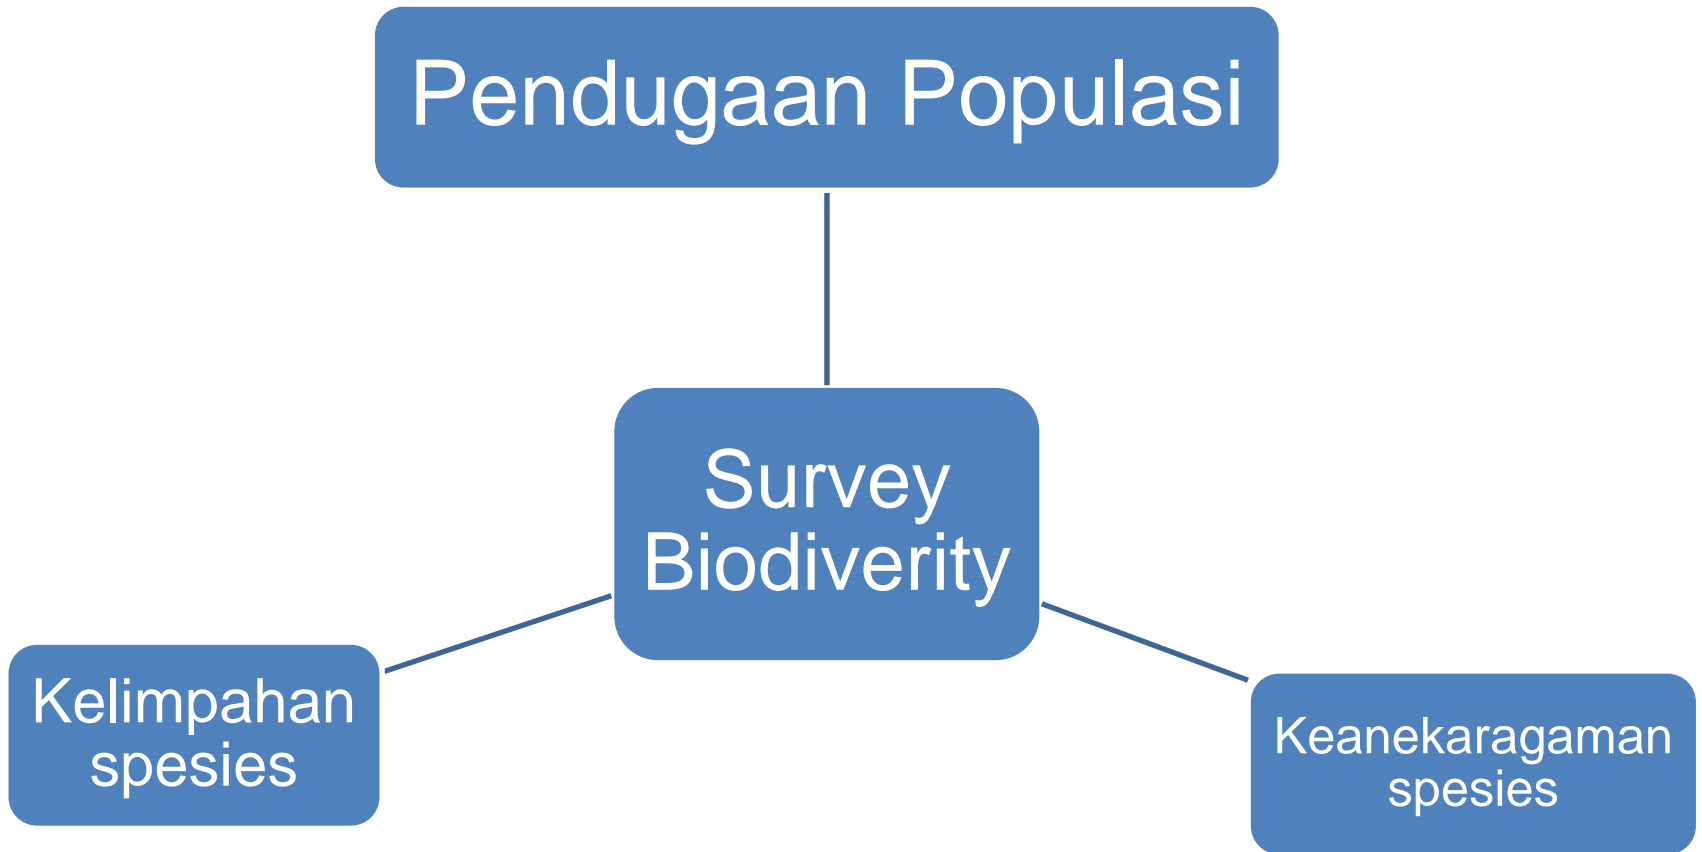 Pendugaan Populasi
Survey
Biodiverity
Kelimpahan
spesies
Keanekaragaman
spesies